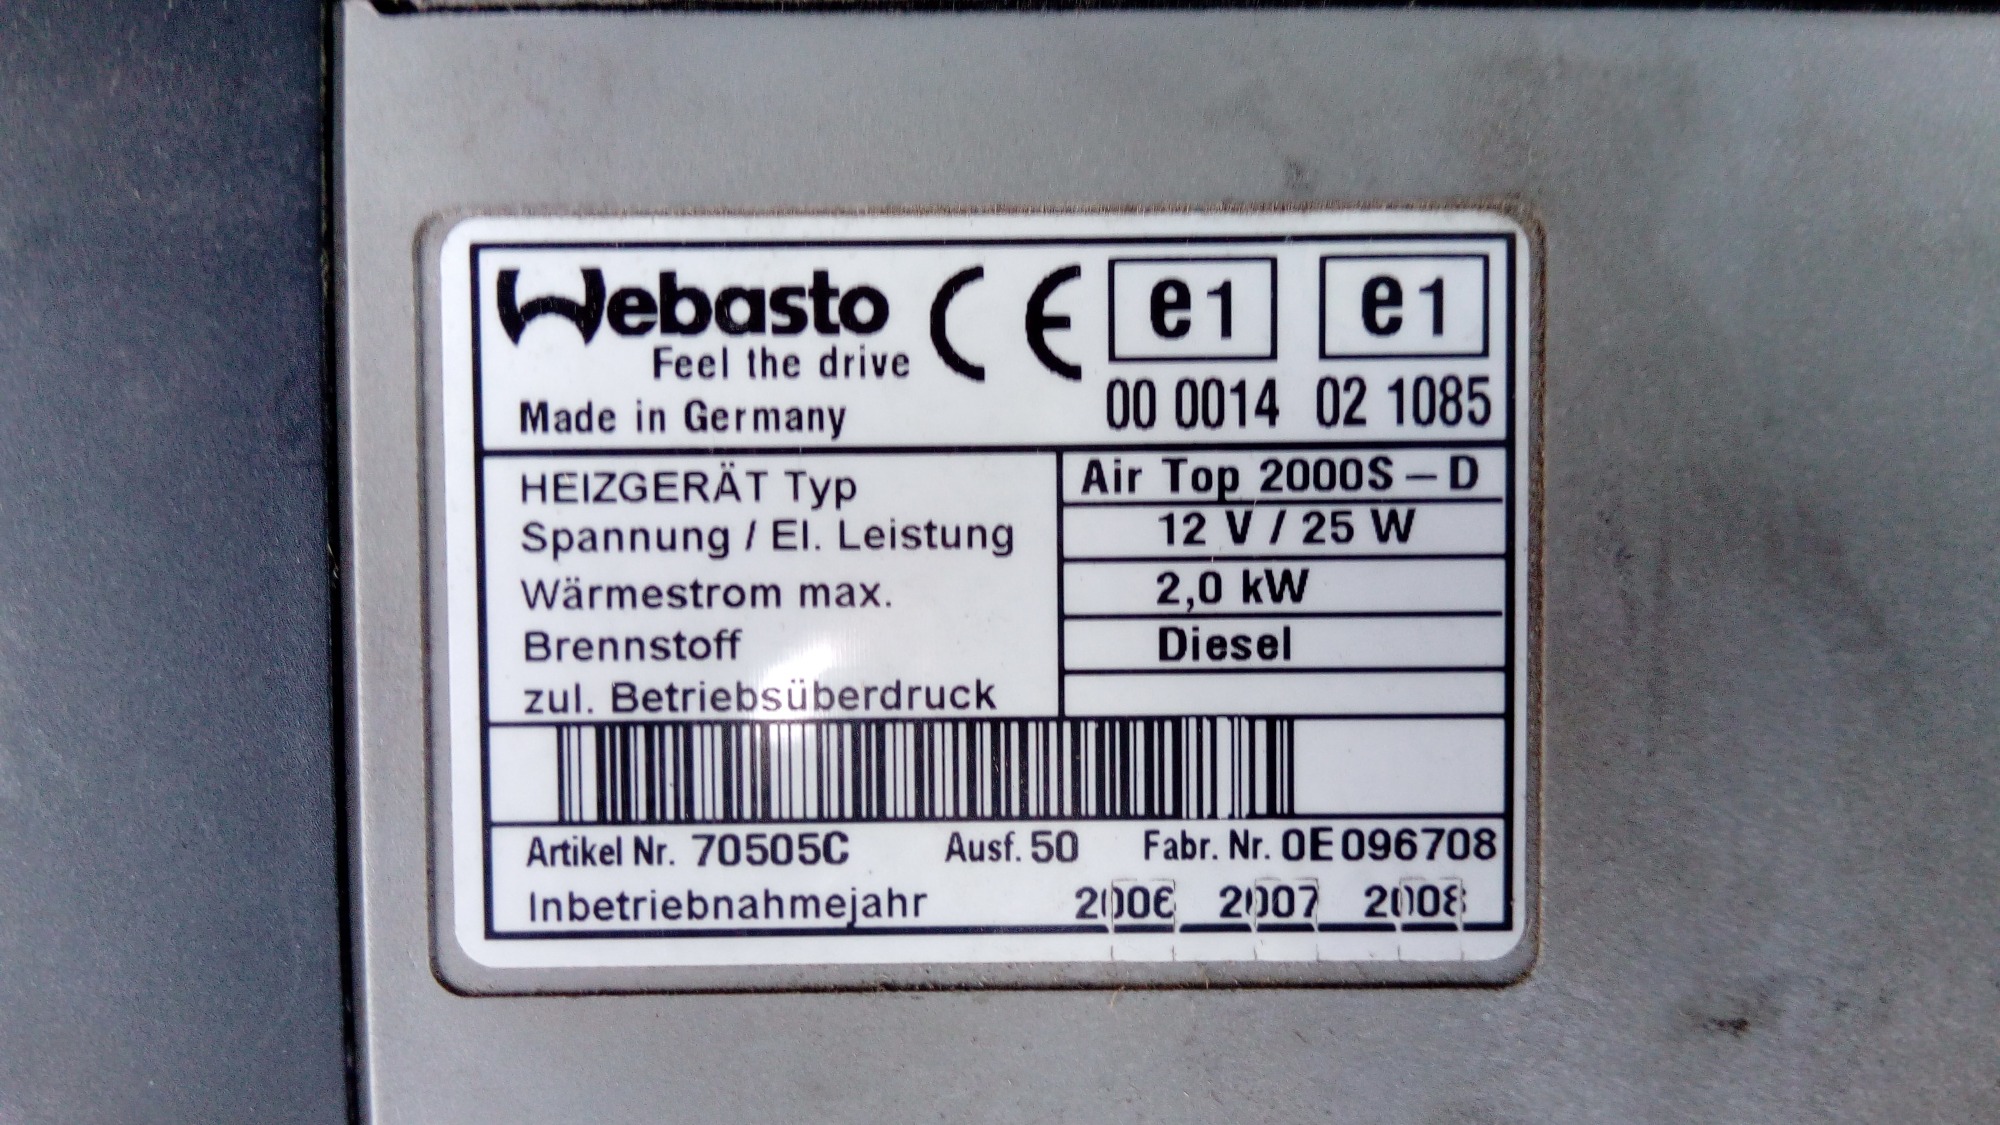 Webasto
Feel the drive
Made in Germany
CE
e1
00 0014
e1
02 1085
HEIZGERÄT Typ Air Top 2000S – D
Spannung / El. Leistung 12 V / 25 W
Wärmestrom max. 2,0 kW
Brennstoff Diesel
zul. Betriebsüberdruck
Artikel Nr. 70505C Ausf. 50 Fabr. Nr. 0E096708
Inbetriebnahmejahr 2006 2007 2008